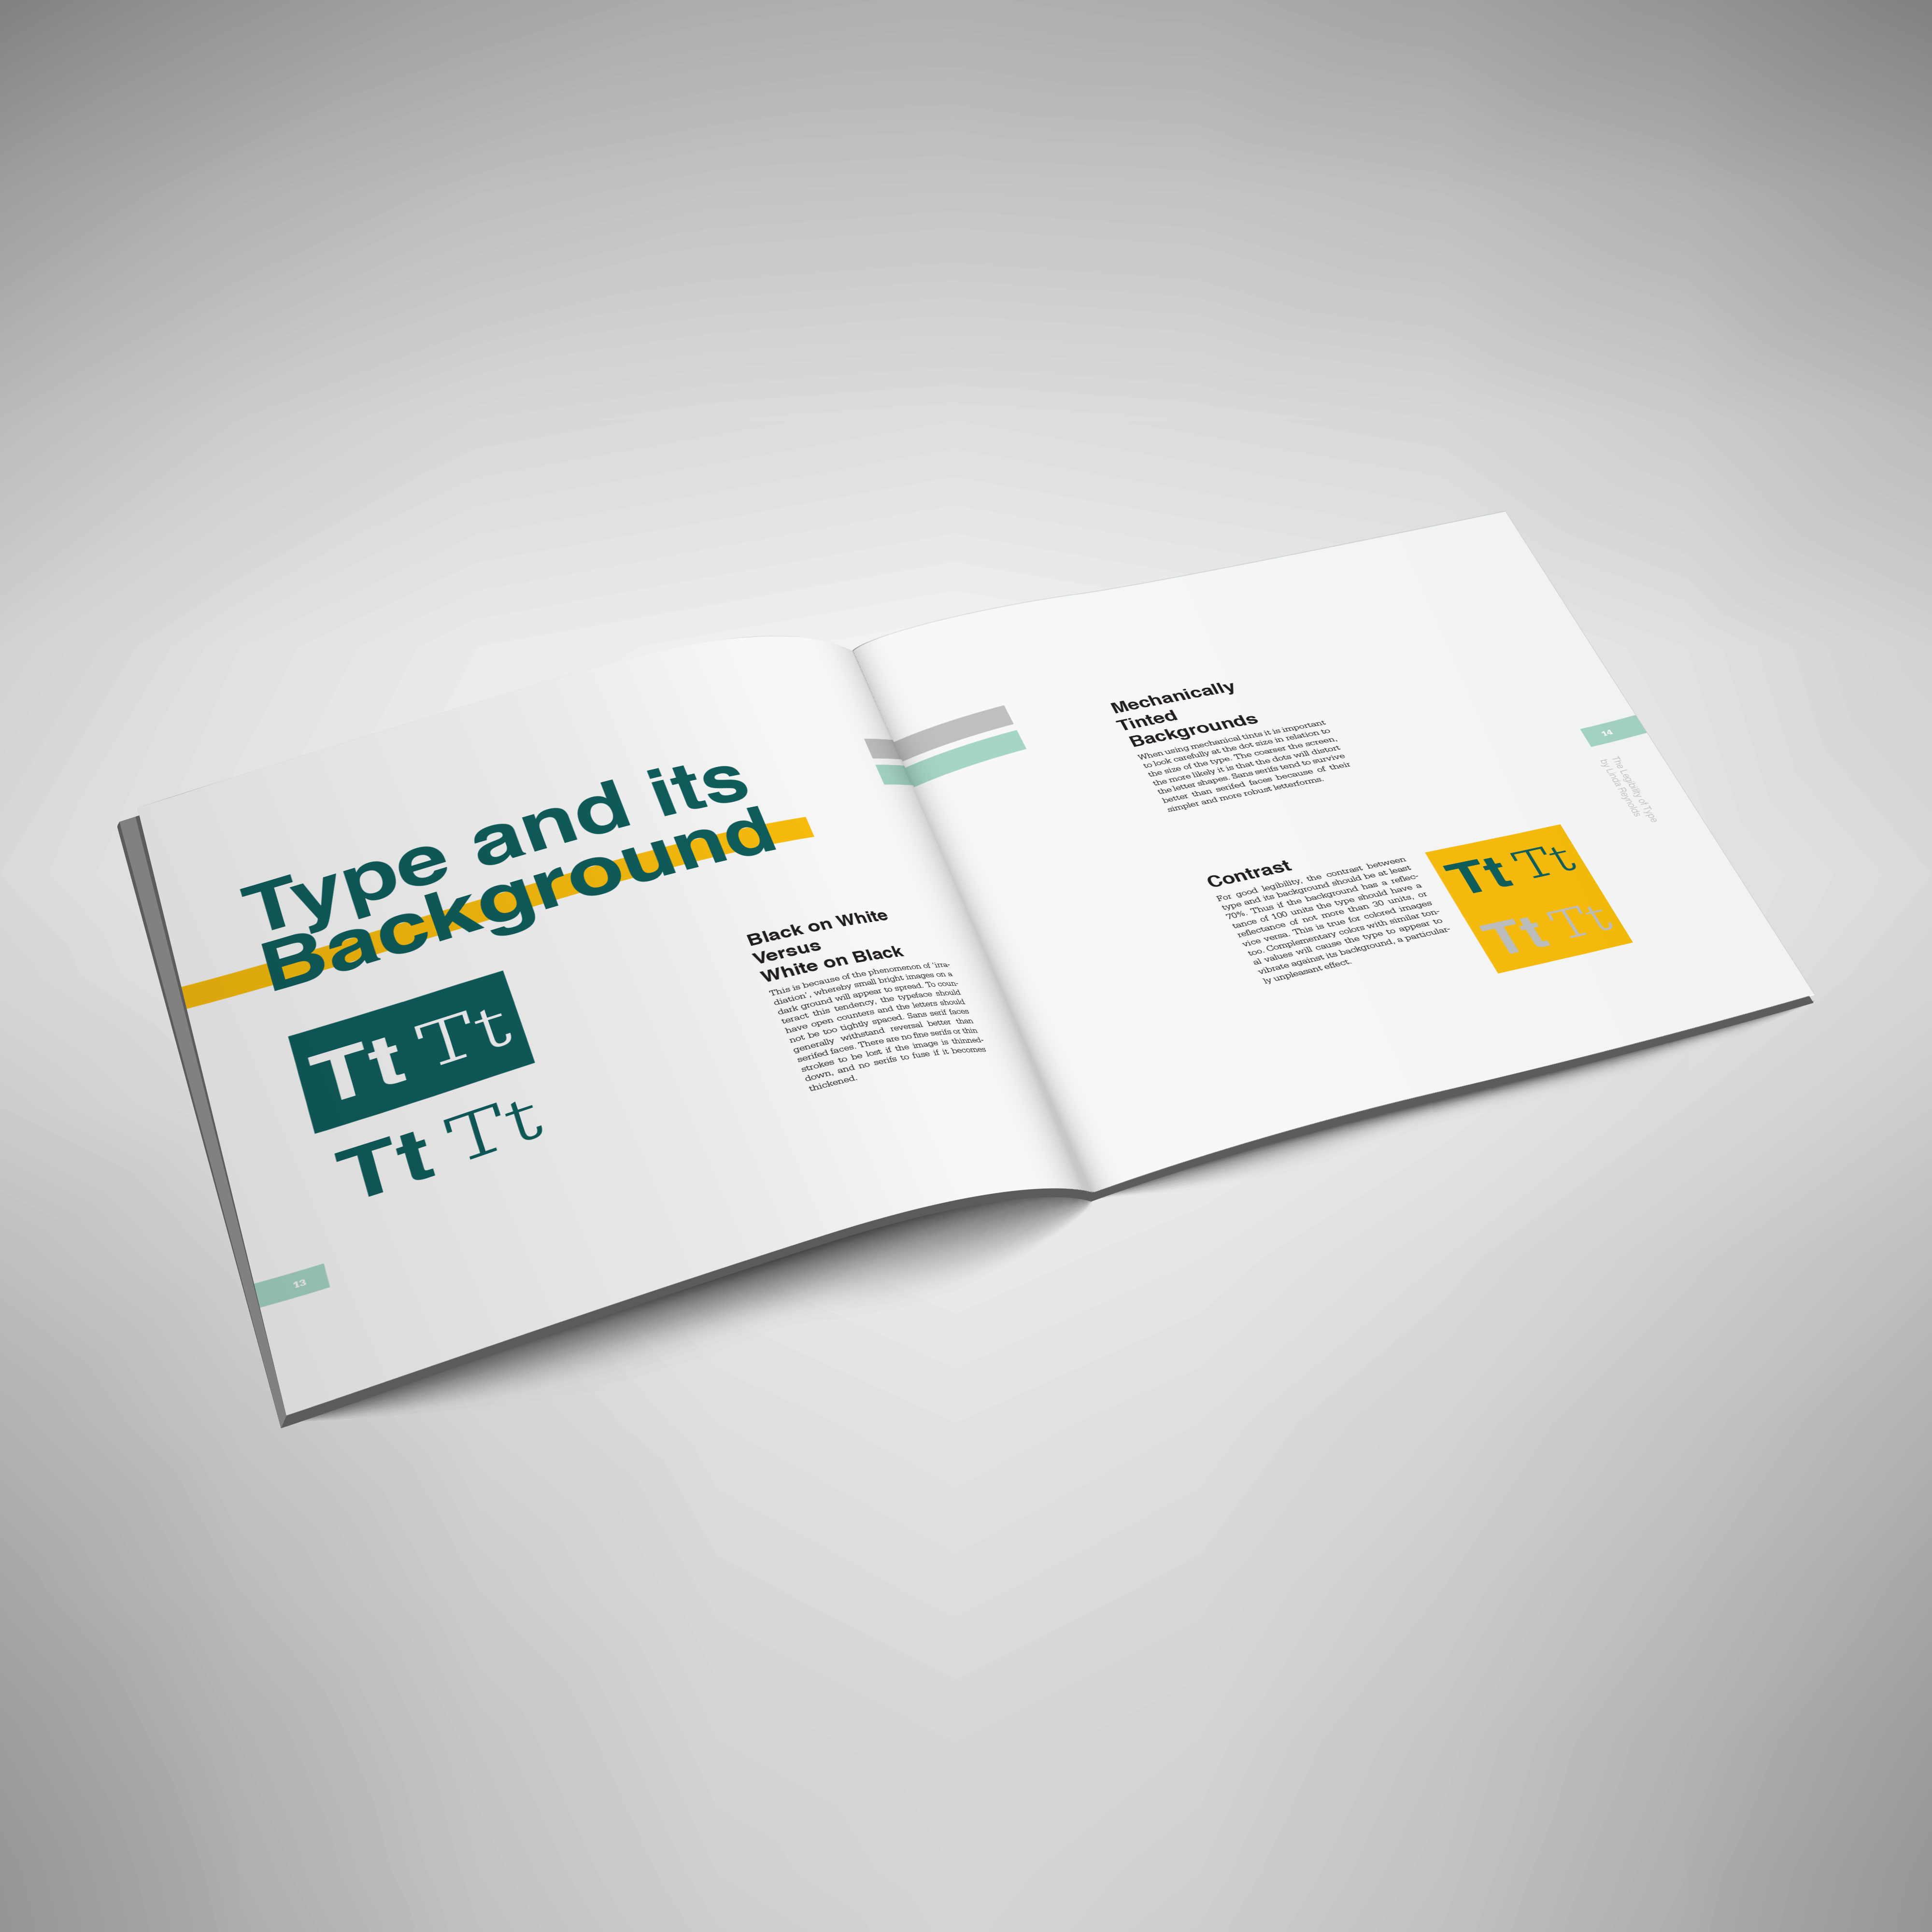 Type and its
Background
Tt Tt
Tt Tt
Black on White
Versus
White on Black
This is because of the phenomenon of 'irra-
diation', whereby small bright images on a
dark ground will appear to spread. To coun-
teract this tendency, the typeface should
have open counters and the letters should
not be too tightly spaced. Sans serif faces
generally withstand reversal better than
serifed faces. There are no fine serifs or thin
strokes to be lost if the image is thinned-
down, and no serifs to fuse if it becomes
thickened.
13
Mechanically
Tinted
Backgrounds
When using mechanical tints it is important
to look carefully at the dot size in relation to
the size of the type. The coarser the screen,
the more likely it is that the dots will distort
the letter shapes. Sans serifs tend to survive
better than serifed faces because of their
simpler and more robust letterforms.
Contrast
For good legibility, the contrast between
type and its background should be at least
70%. Thus if the background has a reflec-
tance of 100 units the type should have a
reflectance of not more than 30 units, or
vice versa. This is true for colored images
too. Complementary colors with similar ton-
al values will cause the type to appear to
vibrate against its background, a particular-
ly unpleasant effect.
Tt Tt
Tt Tt
14
The Legibility of Type
by Linda Reynolds